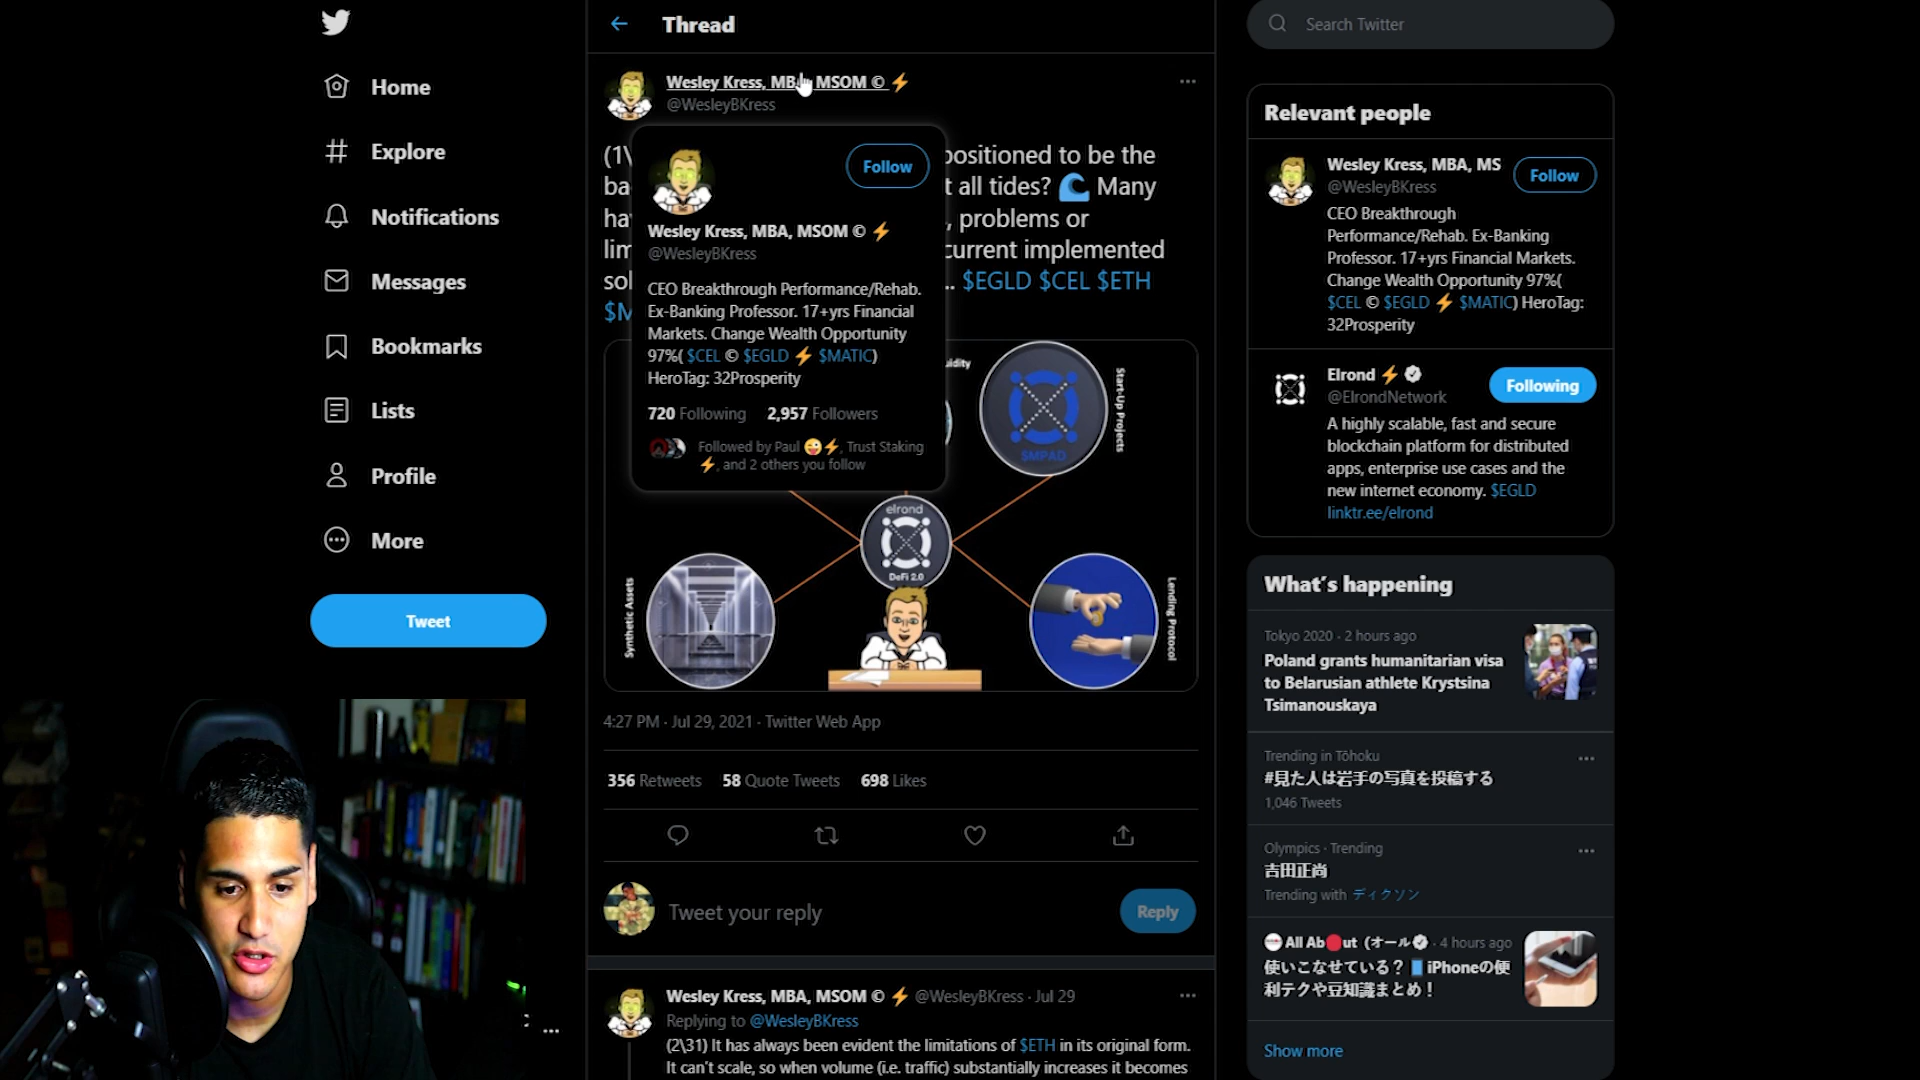 Home
Explore
Notifications
Messages
Bookmarks
Lists
Profile
More
Tweet
Thread
Wesley Kress, MBA, MSOM © ⚡
@WesleyBKress
(1\ positioned to be the
ba t all tides? 🌊 Many
ha , problems or
lim current implemented
sol .. $EGLD $CEL $ETH
$M
Follow
Wesley Kress, MBA, MSOM © ⚡
@WesleyBKress
CEO Breakthrough Performance/Rehab.
Ex-Banking Professor. 17+yrs Financial
Markets. Change Wealth Opportunity
97%( $CEL © $EGLD ⚡ $MATIC)
HeroTag: 32Prosperity
720 Following 2,957 Followers
Followed by Paul 😜⚡, Trust Staking
⚡, and 2 others you follow
uidity
Start-Up Projects
$MPAD
elrond
DeFi 2.0
Synthetic Assets
Lending Protocol
4:27 PM · Jul 29, 2021 · Twitter Web App
356 Retweets 58 Quote Tweets 698 Likes
Tweet your reply
Reply
Wesley Kress, MBA, MSOM © ⚡ @WesleyBKress · Jul 29
Replying to @WesleyBKress
(2\31) It has always been evident the limitations of $ETH in its original form.
It can't scale, so when volume (i.e. traffic) substantially increases it becomes
Search Twitter
Relevant people
Wesley Kress, MBA, MS
@WesleyBKress
Follow
CEO Breakthrough
Performance/Rehab. Ex-Banking
Professor. 17+yrs Financial Markets.
Change Wealth Opportunity 97%(
$CEL © $EGLD ⚡ $MATIC) HeroTag:
32Prosperity
Elrond ⚡
@ElrondNetwork
Following
A highly scalable, fast and secure
blockchain platform for distributed
apps, enterprise use cases and the
new internet economy. $EGLD
linktr.ee/elrond
What's happening
Tokyo 2020 · 2 hours ago
Poland grants humanitarian visa
to Belarusian athlete Krystsina
Tsimanouskaya
Trending in Tōhoku
#見た人は岩手の写真を投稿する
1,046 Tweets
Olympics · Trending
吉田正尚
Trending with ディクソン
All Ab🔴ut (オール · 4 hours ago
使いこなせている？📱iPhoneの便
利テクや豆知識まとめ！
Show more